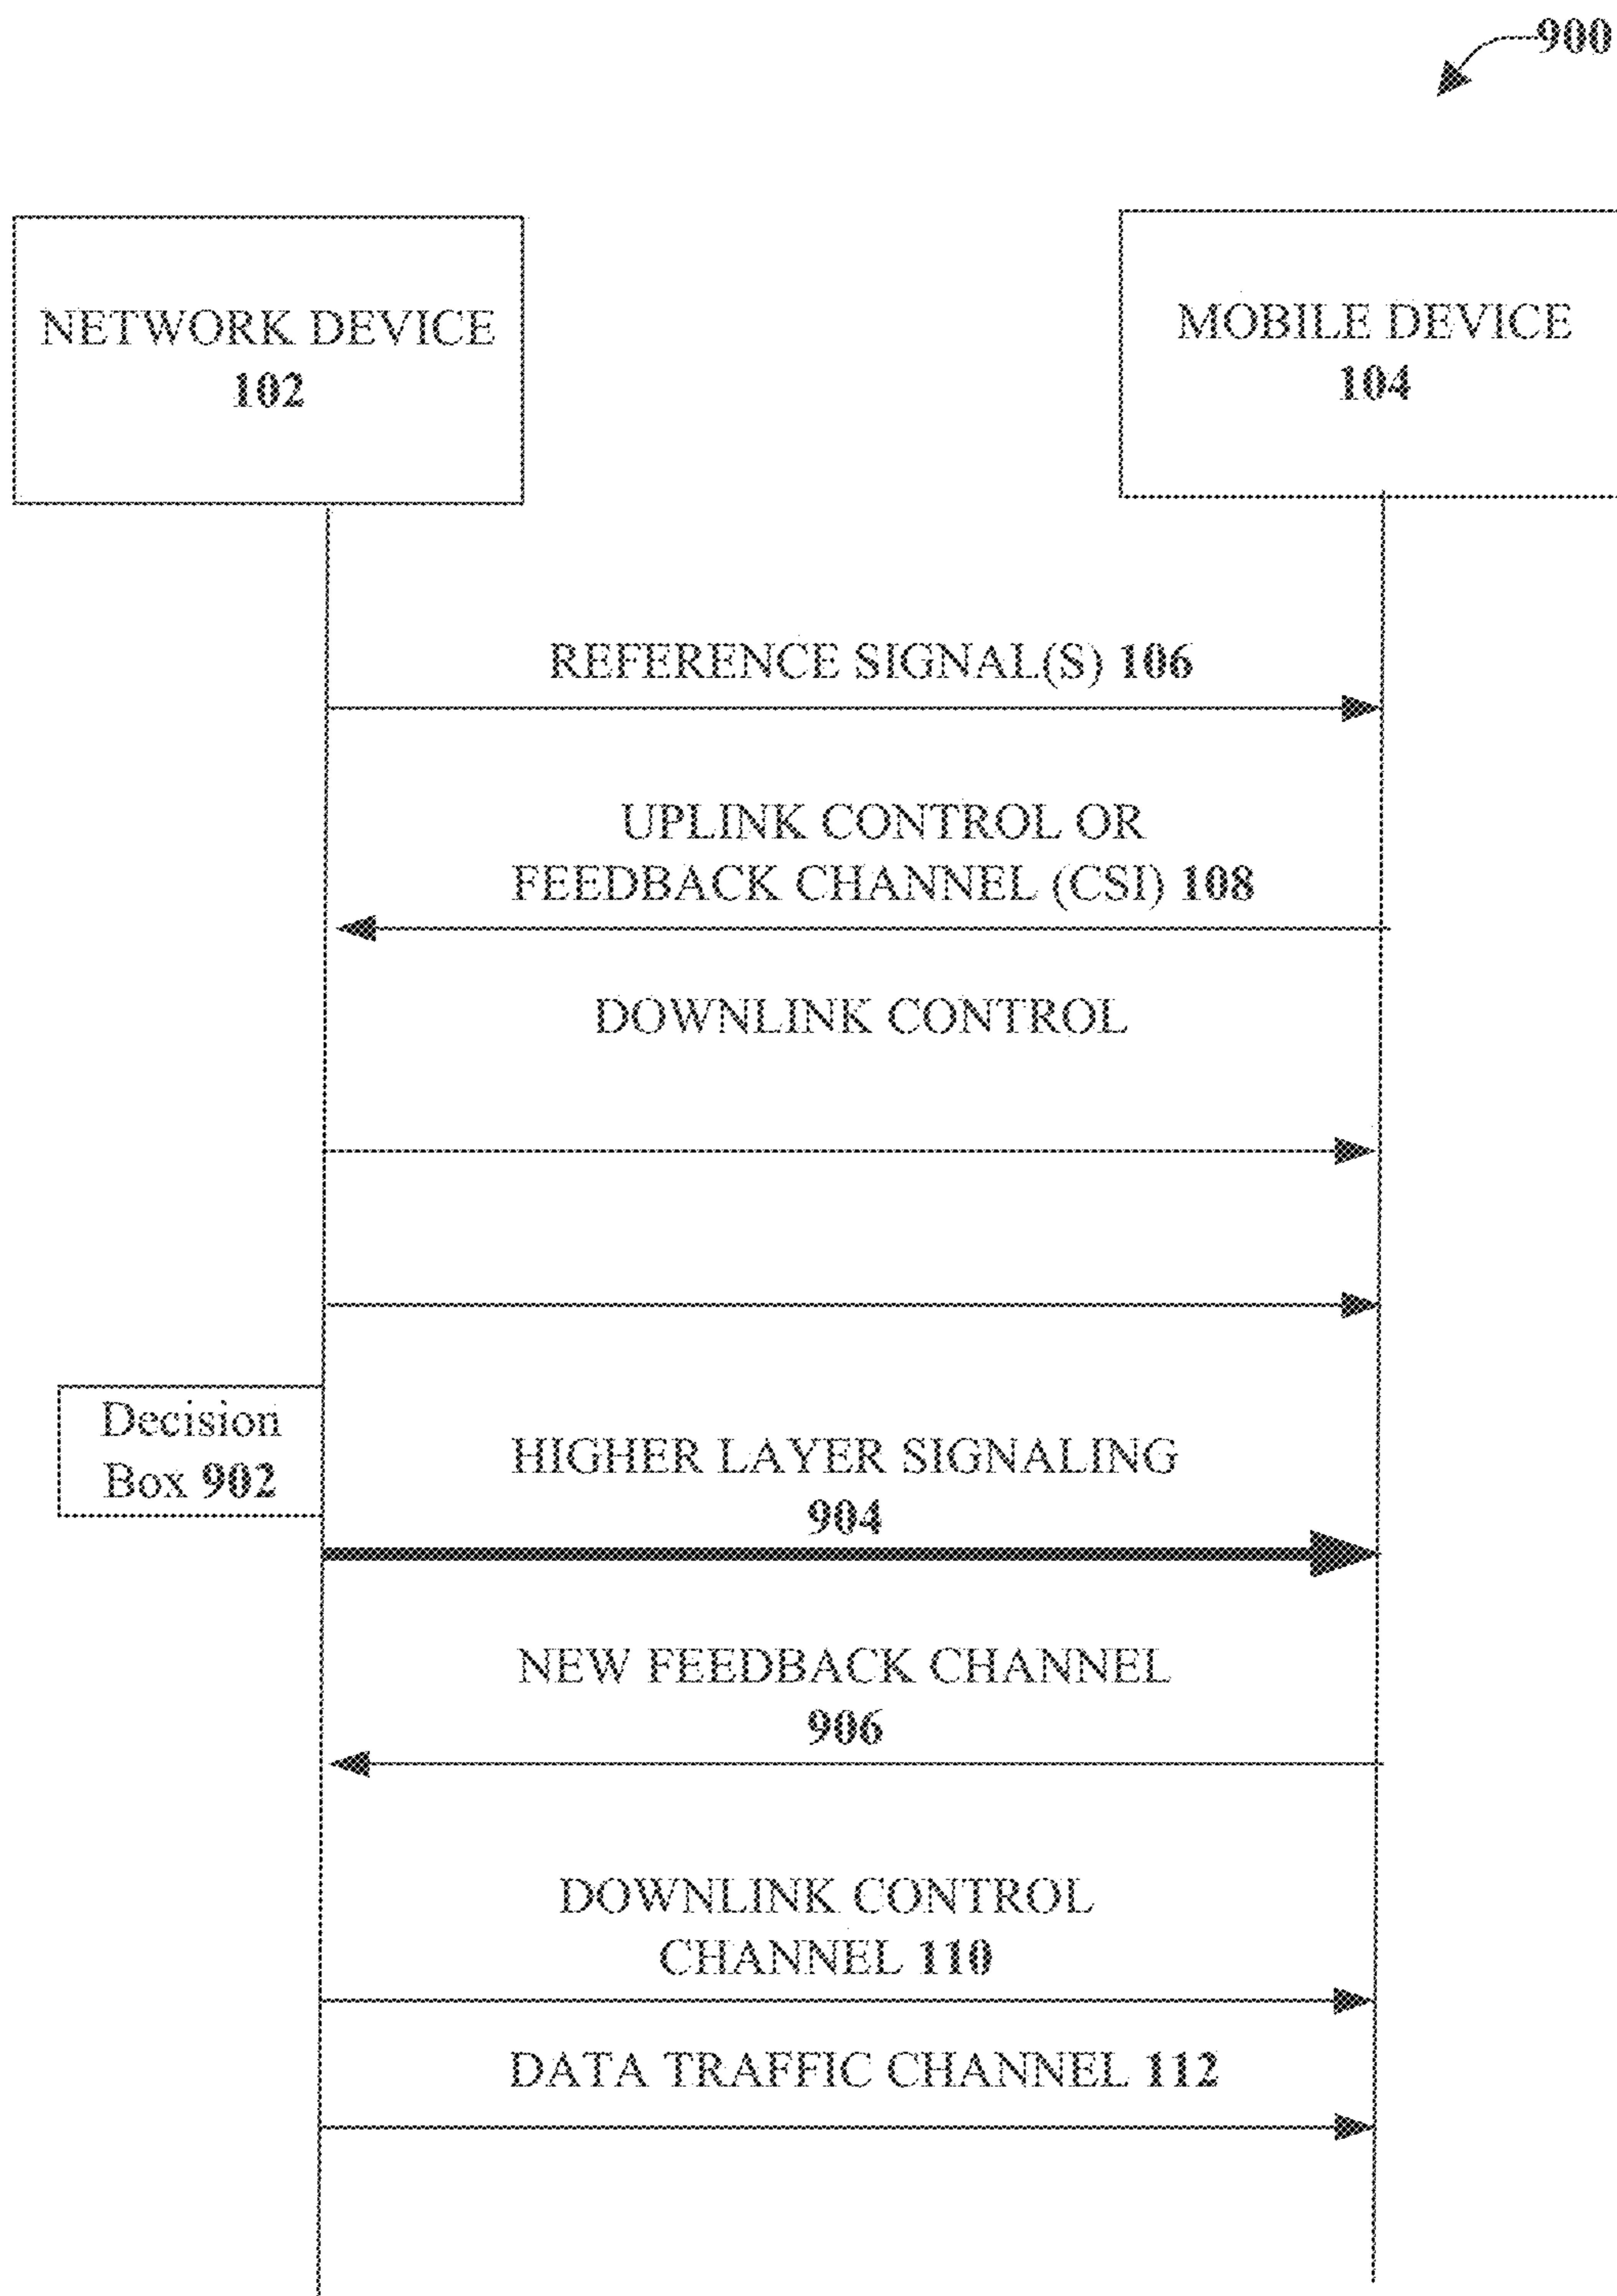 900
NETWORK DEVICE
102
MOBILE DEVICE
104
REFERENCE SIGNAL(S) 106
UPLINK CONTROL OR
FEEDBACK CHANNEL (CSI) 108
DOWNLINK CONTROL
Decision
Box 902
HIGHER LAYER SIGNALING
904
NEW FEEDBACK CHANNEL
906
DOWNLINK CONTROL
CHANNEL 110
DATA TRAFFIC CHANNEL 112